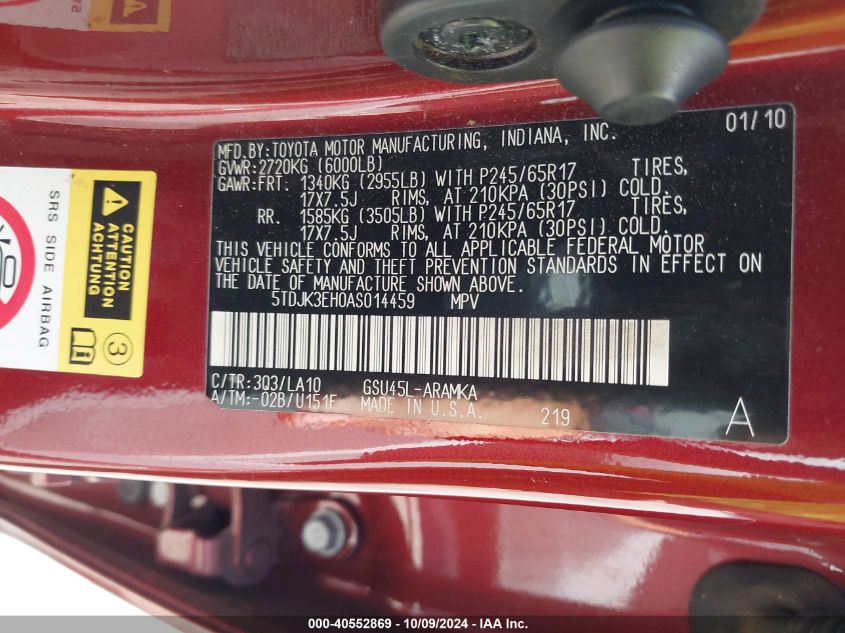 MFD.BY:TOYOTA MOTOR MANUFACTURING, INDIANA, INC. 01/10
GVWR:2720KG (6000LB)
GAWR:FRT. 1340KG (2955LB) WITH P245/65R17 TIRES,
17X7.5J RIMS, AT 210KPA (30PSI) COLD.
RR. 1585KG (3505LB) WITH P245/65R17 TIRES,
17X7.5J RIMS, AT 210KPA (30PSI) COLD.
THIS VEHICLE CONFORMS TO ALL APPLICABLE FEDERAL MOTOR
VEHICLE SAFETY AND THEFT PREVENTION STANDARDS IN EFFECT ON
THE DATE OF MANUFACTURE SHOWN ABOVE.
5TDJK3EH0AS014459 MPV
C/TR:3Q3/LA10 GSU45L-ARAMKA
A/TM:-02B/U151F MADE IN U.S.A. 219 A
SRS SIDE AIRBAG
CAUTION
ATTENTION
ACHTUNG
3
000-40552869 - 10/09/2024 - IAA Inc.